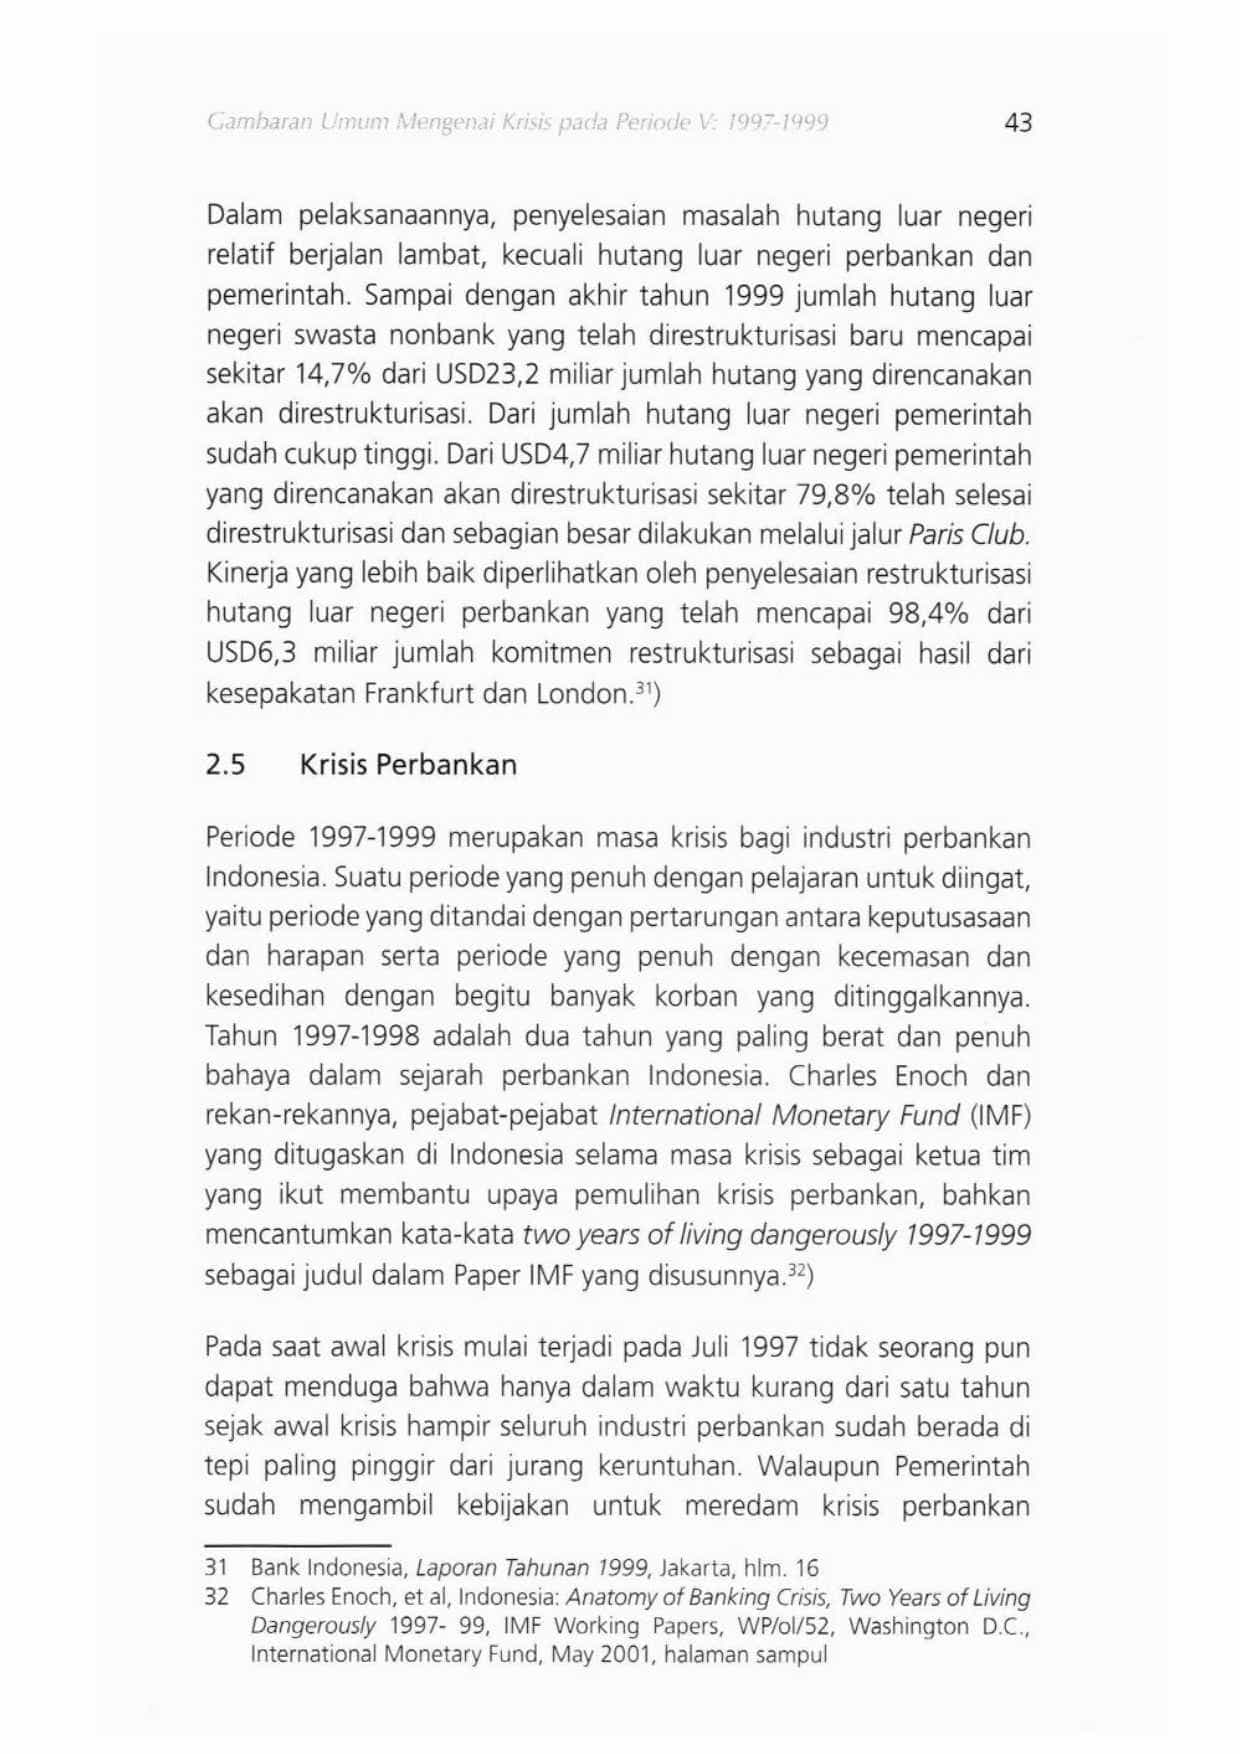 Gambaran Umum Mengenai Krisis pada Periode V: 1997-1999 43
Dalam pelaksanaannya, penyelesaian masalah hutang luar negeri
relatif berjalan lambat, kecuali hutang luar negeri perbankan dan
pemerintah. Sampai dengan akhir tahun 1999 jumlah hutang luar
negeri swasta nonbank yang telah direstrukturisasi baru mencapai
sekitar 14,7% dari USD23,2 miliar jumlah hutang yang direncanakan
akan direstrukturisasi. Dari jumlah hutang luar negeri pemerintah
sudah cukup tinggi. Dari USD4,7 miliar hutang luar negeri pemerintah
yang direncanakan akan direstrukturisasi sekitar 79,8% telah selesai
direstrukturisasi dan sebagian besar dilakukan melalui jalur Paris Club.
Kinerja yang lebih baik diperlihatkan oleh penyelesaian restrukturisasi
hutang luar negeri perbankan yang telah mencapai 98,4% dari
USD6,3 miliar jumlah komitmen restrukturisasi sebagai hasil dari
kesepakatan Frankfurt dan London.³¹)
2.5 Krisis Perbankan
Periode 1997-1999 merupakan masa krisis bagi industri perbankan
Indonesia. Suatu periode yang penuh dengan pelajaran untuk diingat,
yaitu periode yang ditandai dengan pertarungan antara keputusasaan
dan harapan serta periode yang penuh dengan kecemasan dan
kesedihan dengan begitu banyak korban yang ditinggalkannya.
Tahun 1997-1998 adalah dua tahun yang paling berat dan penuh
bahaya dalam sejarah perbankan Indonesia. Charles Enoch dan
rekan-rekannya, pejabat-pejabat International Monetary Fund (IMF)
yang ditugaskan di Indonesia selama masa krisis sebagai ketua tim
yang ikut membantu upaya pemulihan krisis perbankan, bahkan
mencantumkan kata-kata two years of living dangerously 1997-1999
sebagai judul dalam Paper IMF yang disusunnya.³²)
Pada saat awal krisis mulai terjadi pada Juli 1997 tidak seorang pun
dapat menduga bahwa hanya dalam waktu kurang dari satu tahun
sejak awal krisis hampir seluruh industri perbankan sudah berada di
tepi paling pinggir dari jurang keruntuhan. Walaupun Pemerintah
sudah mengambil kebijakan untuk meredam krisis perbankan
31 Bank Indonesia, Laporan Tahunan 1999, Jakarta, hlm. 16
32 Charles Enoch, et al, Indonesia: Anatomy of Banking Crisis, Two Years of Living
Dangerously 1997- 99, IMF Working Papers, WP/ol/52, Washington D.C.,
International Monetary Fund, May 2001, halaman sampul